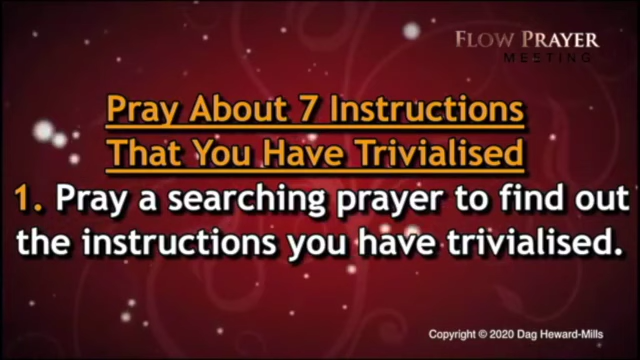 FLOW PRAYER
MEETING
Pray About 7 Instructions
That You Have Trivialised
1. Pray a searching prayer to find out
the instructions you have trivialised.
Copyright © 2020 Dag Heward-Mills